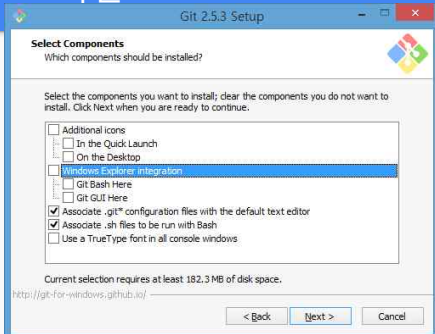 Git 2.5.3 Setup
Select Components
Which components should be installed?
Select the components you want to install; clear the components you do not want to
install. Click Next when you are ready to continue.
Additional icons
In the Quick Launch
On the Desktop
Windows Explorer integration
Git Bash Here
Git GUI Here
Associate .git* configuration files with the default text editor
Associate .sh files to be run with Bash
Use a TrueType font in all console windows
Current selection requires at least 182.3 MB of disk space.
http://git-for-windows.github.io/
< Back
Next >
Cancel